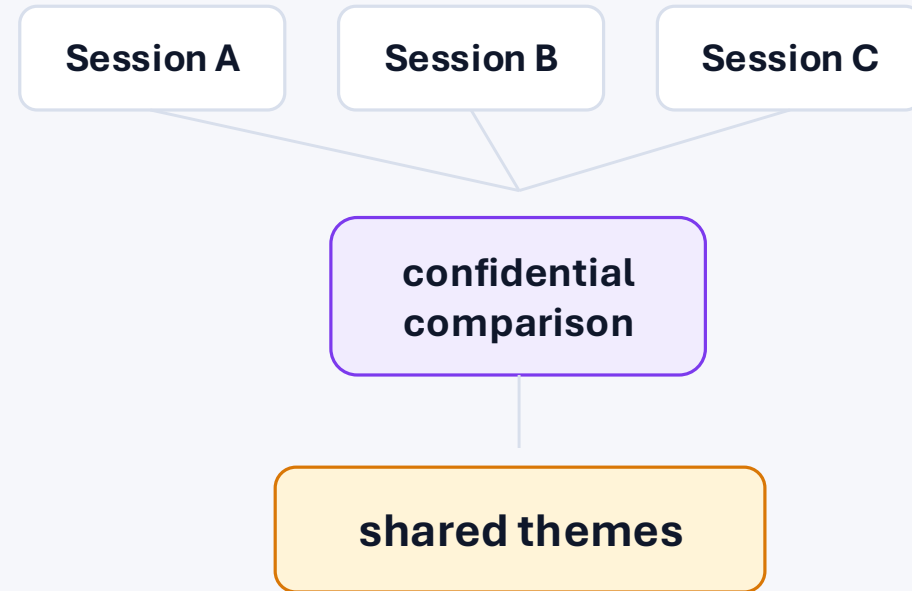 Session A
Session B
Session C
confidential
comparison
shared themes